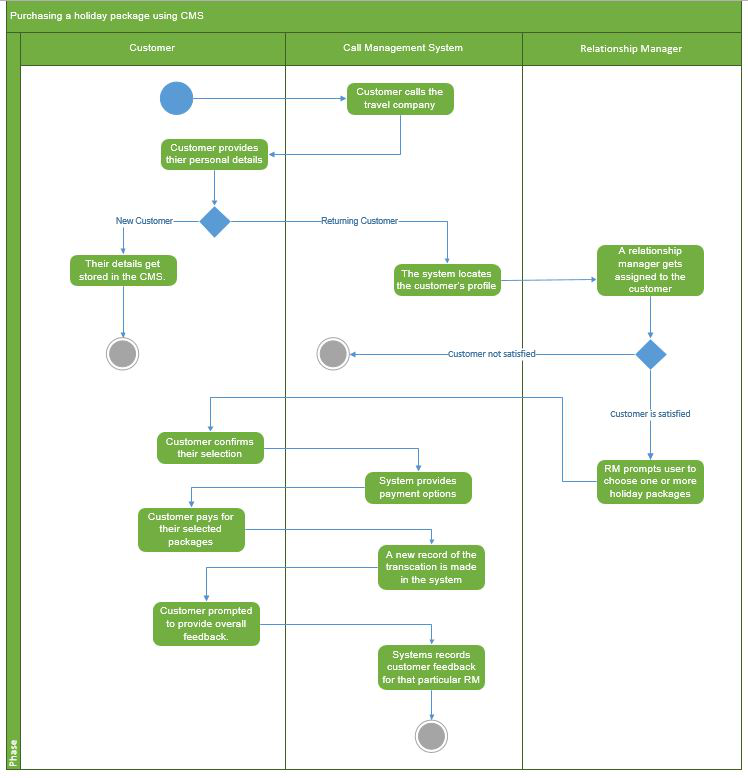 Purchasing a holiday package using CMS
Customer
Call Management System
Relationship Manager
Customer calls the
travel company
Customer provides
thier personal details
New Customer
Returning Customer
Their details get
stored in the CMS.
The system locates
the customer's profile
A relationship
manager gets
assigned to the
customer
Customer not satisfied
Customer is satisfied
Customer confirms
their selection
RM prompts user to
choose one or more
holiday packages
System provides
payment options
Customer pays for
their selected
packages
A new record of the
transcation is made
in the system
Customer prompted
to provide overall
feedback.
Systems records
customer feedback
for that particular RM
Phase